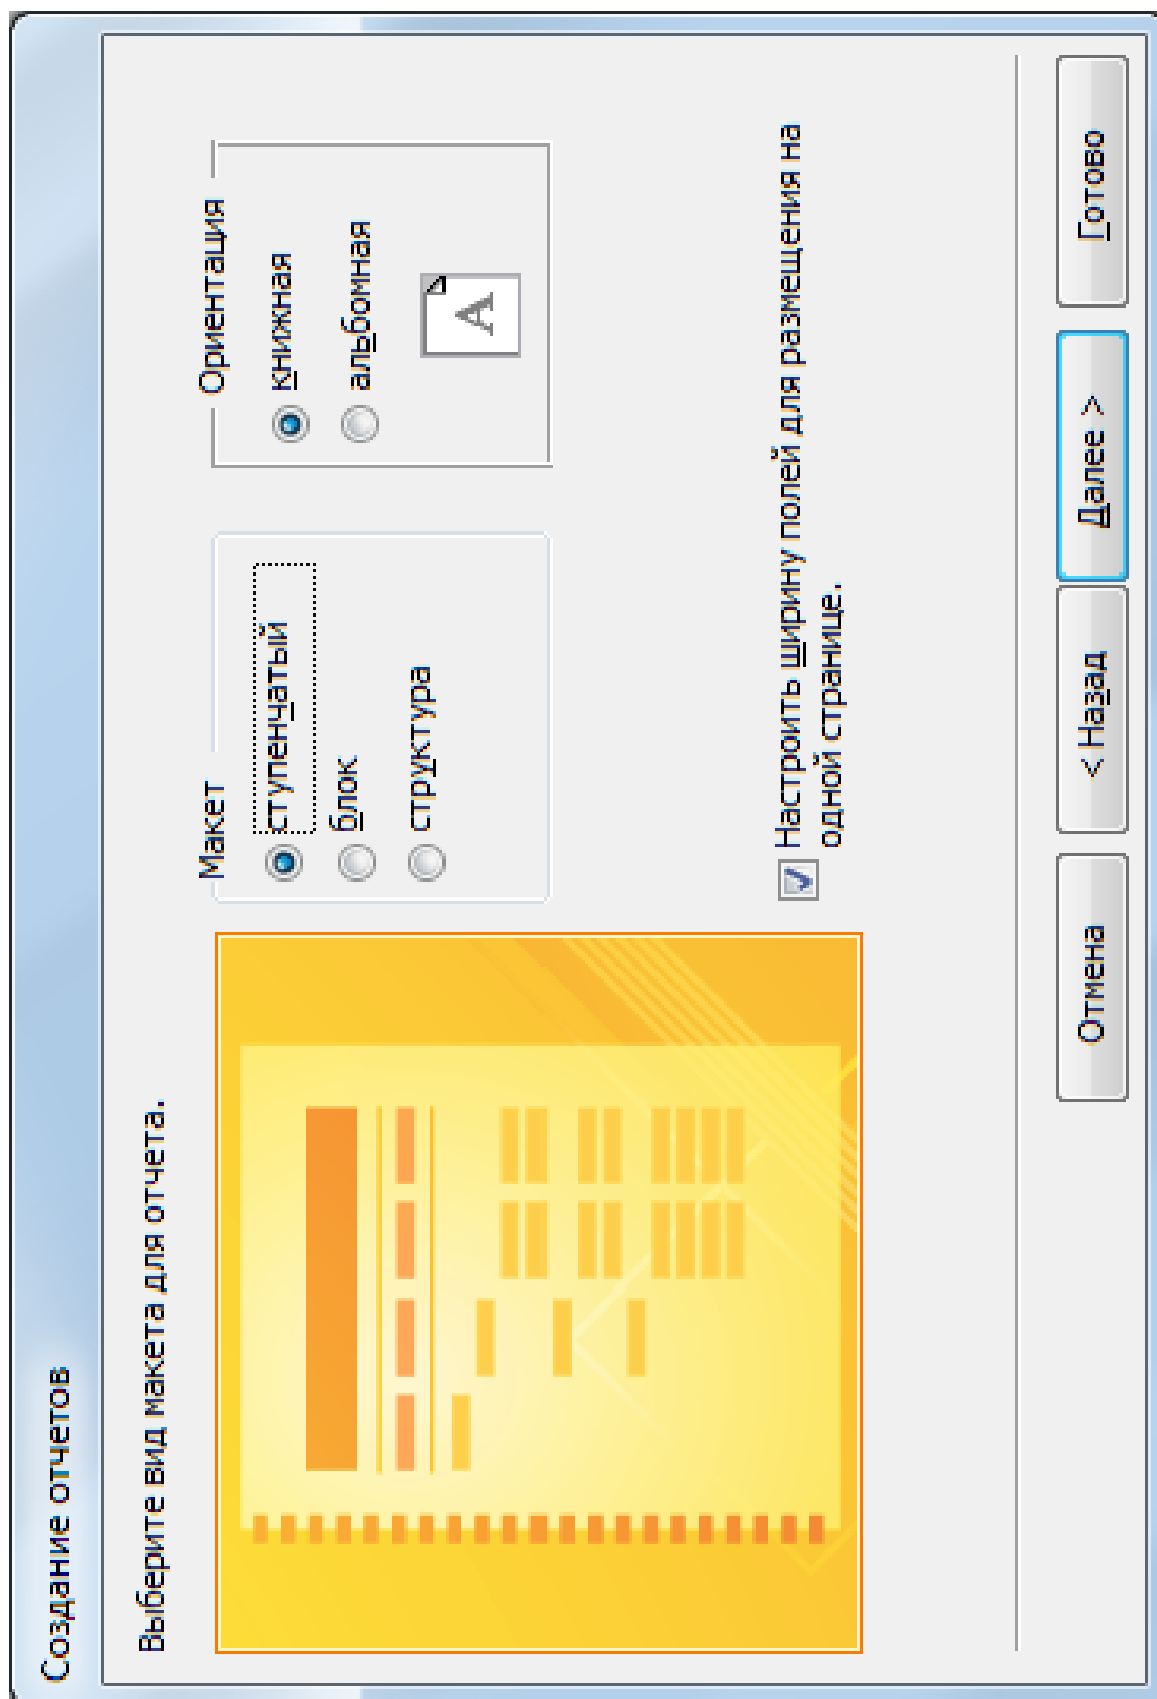 Создание отчетов
Выберите вид макета для отчета.
Макет
ступенчатый
блок
структура
Ориентация
книжная
альбомная
A
Настроить ширину полей для размещения на
одной странице.
Отмена
< Назад
Далее >
Готово